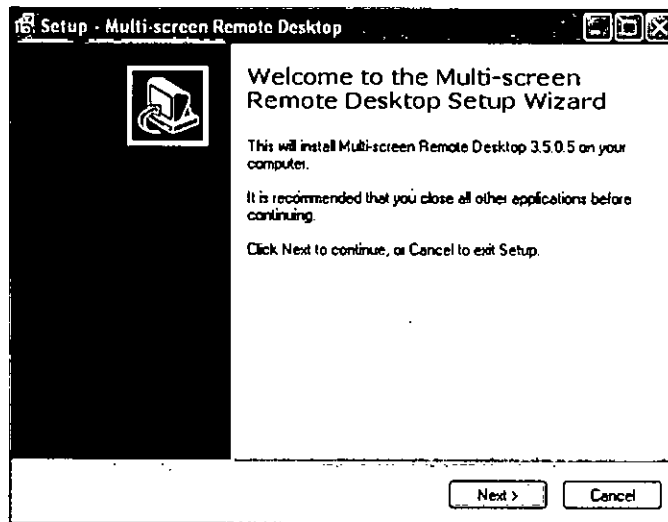 Setup - Multi-screen Remote Desktop
Welcome to the Multi-screen
Remote Desktop Setup Wizard
This will install Multi-screen Remote Desktop 3.5.0.5 on your
computer.
It is recommended that you close all other applications before
continuing.
Click Next to continue, or Cancel to exit Setup.
Next >
Cancel